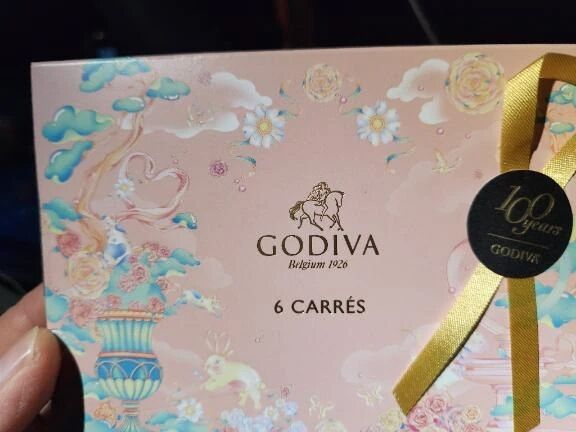 GODIVA
Belgium 1926
6 CARRÉS
100
years
GODIVA